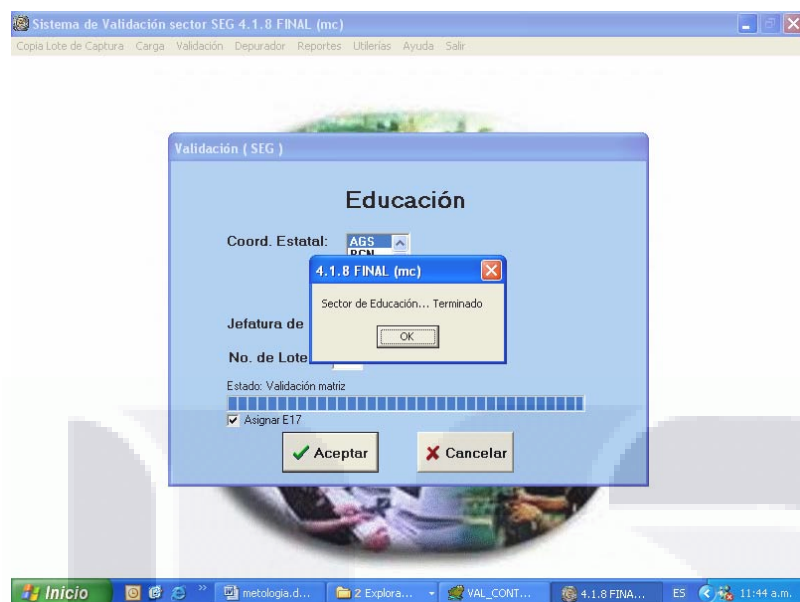 Sistema de Validación sector SEG 4.1.8 FINAL (mc)
Copia Lote de Captura Carga Validación Depurador Reportes Utilerías Ayuda Salir
Validación ( SEG )
Educación
Coord. Estatal: AGS
BCN
4.1.8 FINAL (mc)
Sector de Educación... Terminado
OK
Jefatura de
No. de Lote
Estado: Validación matriz
Asignar E17
Aceptar Cancelar
Inicio metologia.d... 2 Explora... VAL_CONT... 4.1.8 FINA... ES 11:44 a.m.